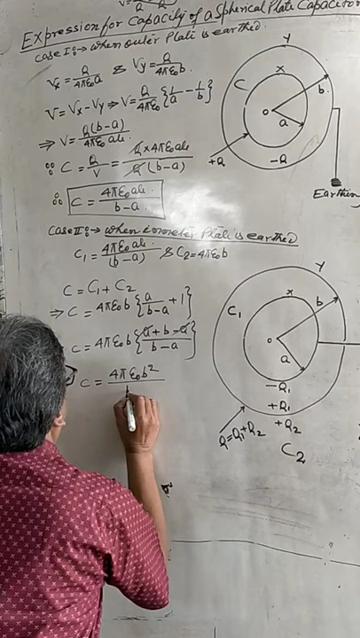 Expression for Capacity of a Spherical Plate Capacitor
Case I:→ when outer Plate is earthed.
Vx = Q/4πε₀a & Vy = Q/4πε₀b
V = Vx - Vy ⇒ V = Q/4πε₀ {1/a - 1/b}
⇒ V = Q(b-a)/4πε₀ab
∴ C = Q/V = Q×4πε₀ab/Q(b-a)
∴ C = 4πε₀ab/b-a
Y
X
C
b
o
a
+Q
-Q
Earthin
Case II:→ when inner Plate is earthed
C₁ = 4πε₀ab/(b-a) & C₂ = 4πε₀b
C = C₁ + C₂
⇒ C = 4πε₀b {a/b-a + 1}
C = 4πε₀b {a + b - a/b-a}
C = 4πε₀b²
Y
X
C₁
b
o
a
-Q₁
+Q₁
+Q₂
Q=Q₁+Q₂
C₂